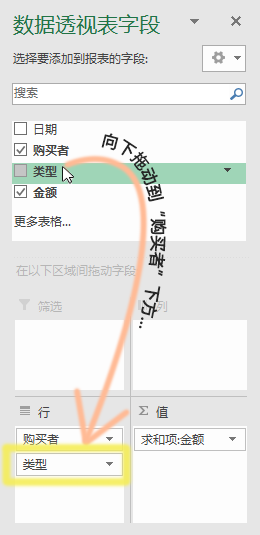 数据透视表字段
选择要添加到报表的字段:
搜索
日期
购买者
类型
金额
更多表格...
向下拖动到“购买者”下方...
在以下区域间拖动字段
筛选
列
行
Σ 值
购买者
求和项:金额
类型